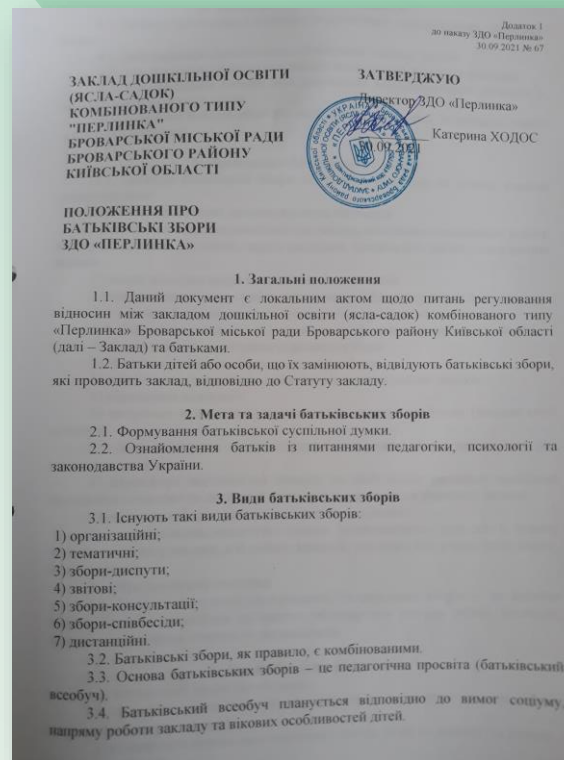 Додаток 1
до наказу ЗДО «Перлинка»
30.09.2021 № 67
ЗАКЛАД ДОШКІЛЬНОЇ ОСВІТИ
(ЯСЛА-САДОК)
КОМБІНОВАНОГО ТИПУ
"ПЕРЛИНКА"
БРОВАРСЬКОЇ МІСЬКОЇ РАДИ
БРОВАРСЬКОГО РАЙОНУ
КИЇВСЬКОЇ ОБЛАСТІ
ЗАТВЕРДЖУЮ
Директор ЗДО «Перлинка»
Катерина ХОДОС
30.09.2021
ПОЛОЖЕННЯ ПРО
БАТЬКІВСЬКІ ЗБОРИ
ЗДО «ПЕРЛИНКА»
1. Загальні положення
1.1. Даний документ є локальним актом щодо питань регулювання
відносин між закладом дошкільної освіти (ясла-садок) комбінованого типу
«Перлинка» Броварської міської ради Броварського району Київської області
(далі – Заклад) та батьками.
1.2. Батьки дітей або особи, що їх замінюють, відвідують батьківські збори,
які проводить заклад, відповідно до Статуту закладу.
2. Мета та задачі батьківських зборів
2.1. Формування батьківської суспільної думки.
2.2. Ознайомлення батьків із питаннями педагогіки, психології та
законодавства України.
3. Види батьківських зборів
3.1. Існують такі види батьківських зборів:
1) організаційні;
2) тематичні;
3) збори-диспути;
4) звітові;
5) збори-консультації;
6) збори-співбесіди;
7) дистанційні.
3.2. Батьківські збори, як правило, є комбінованими.
3.3. Основа батьківських зборів – це педагогічна просвіта (батьківський
всеобуч).
3.4. Батьківський всеобуч планується відповідно до вимог соціуму,
напряму роботи закладу та вікових особливостей дітей.